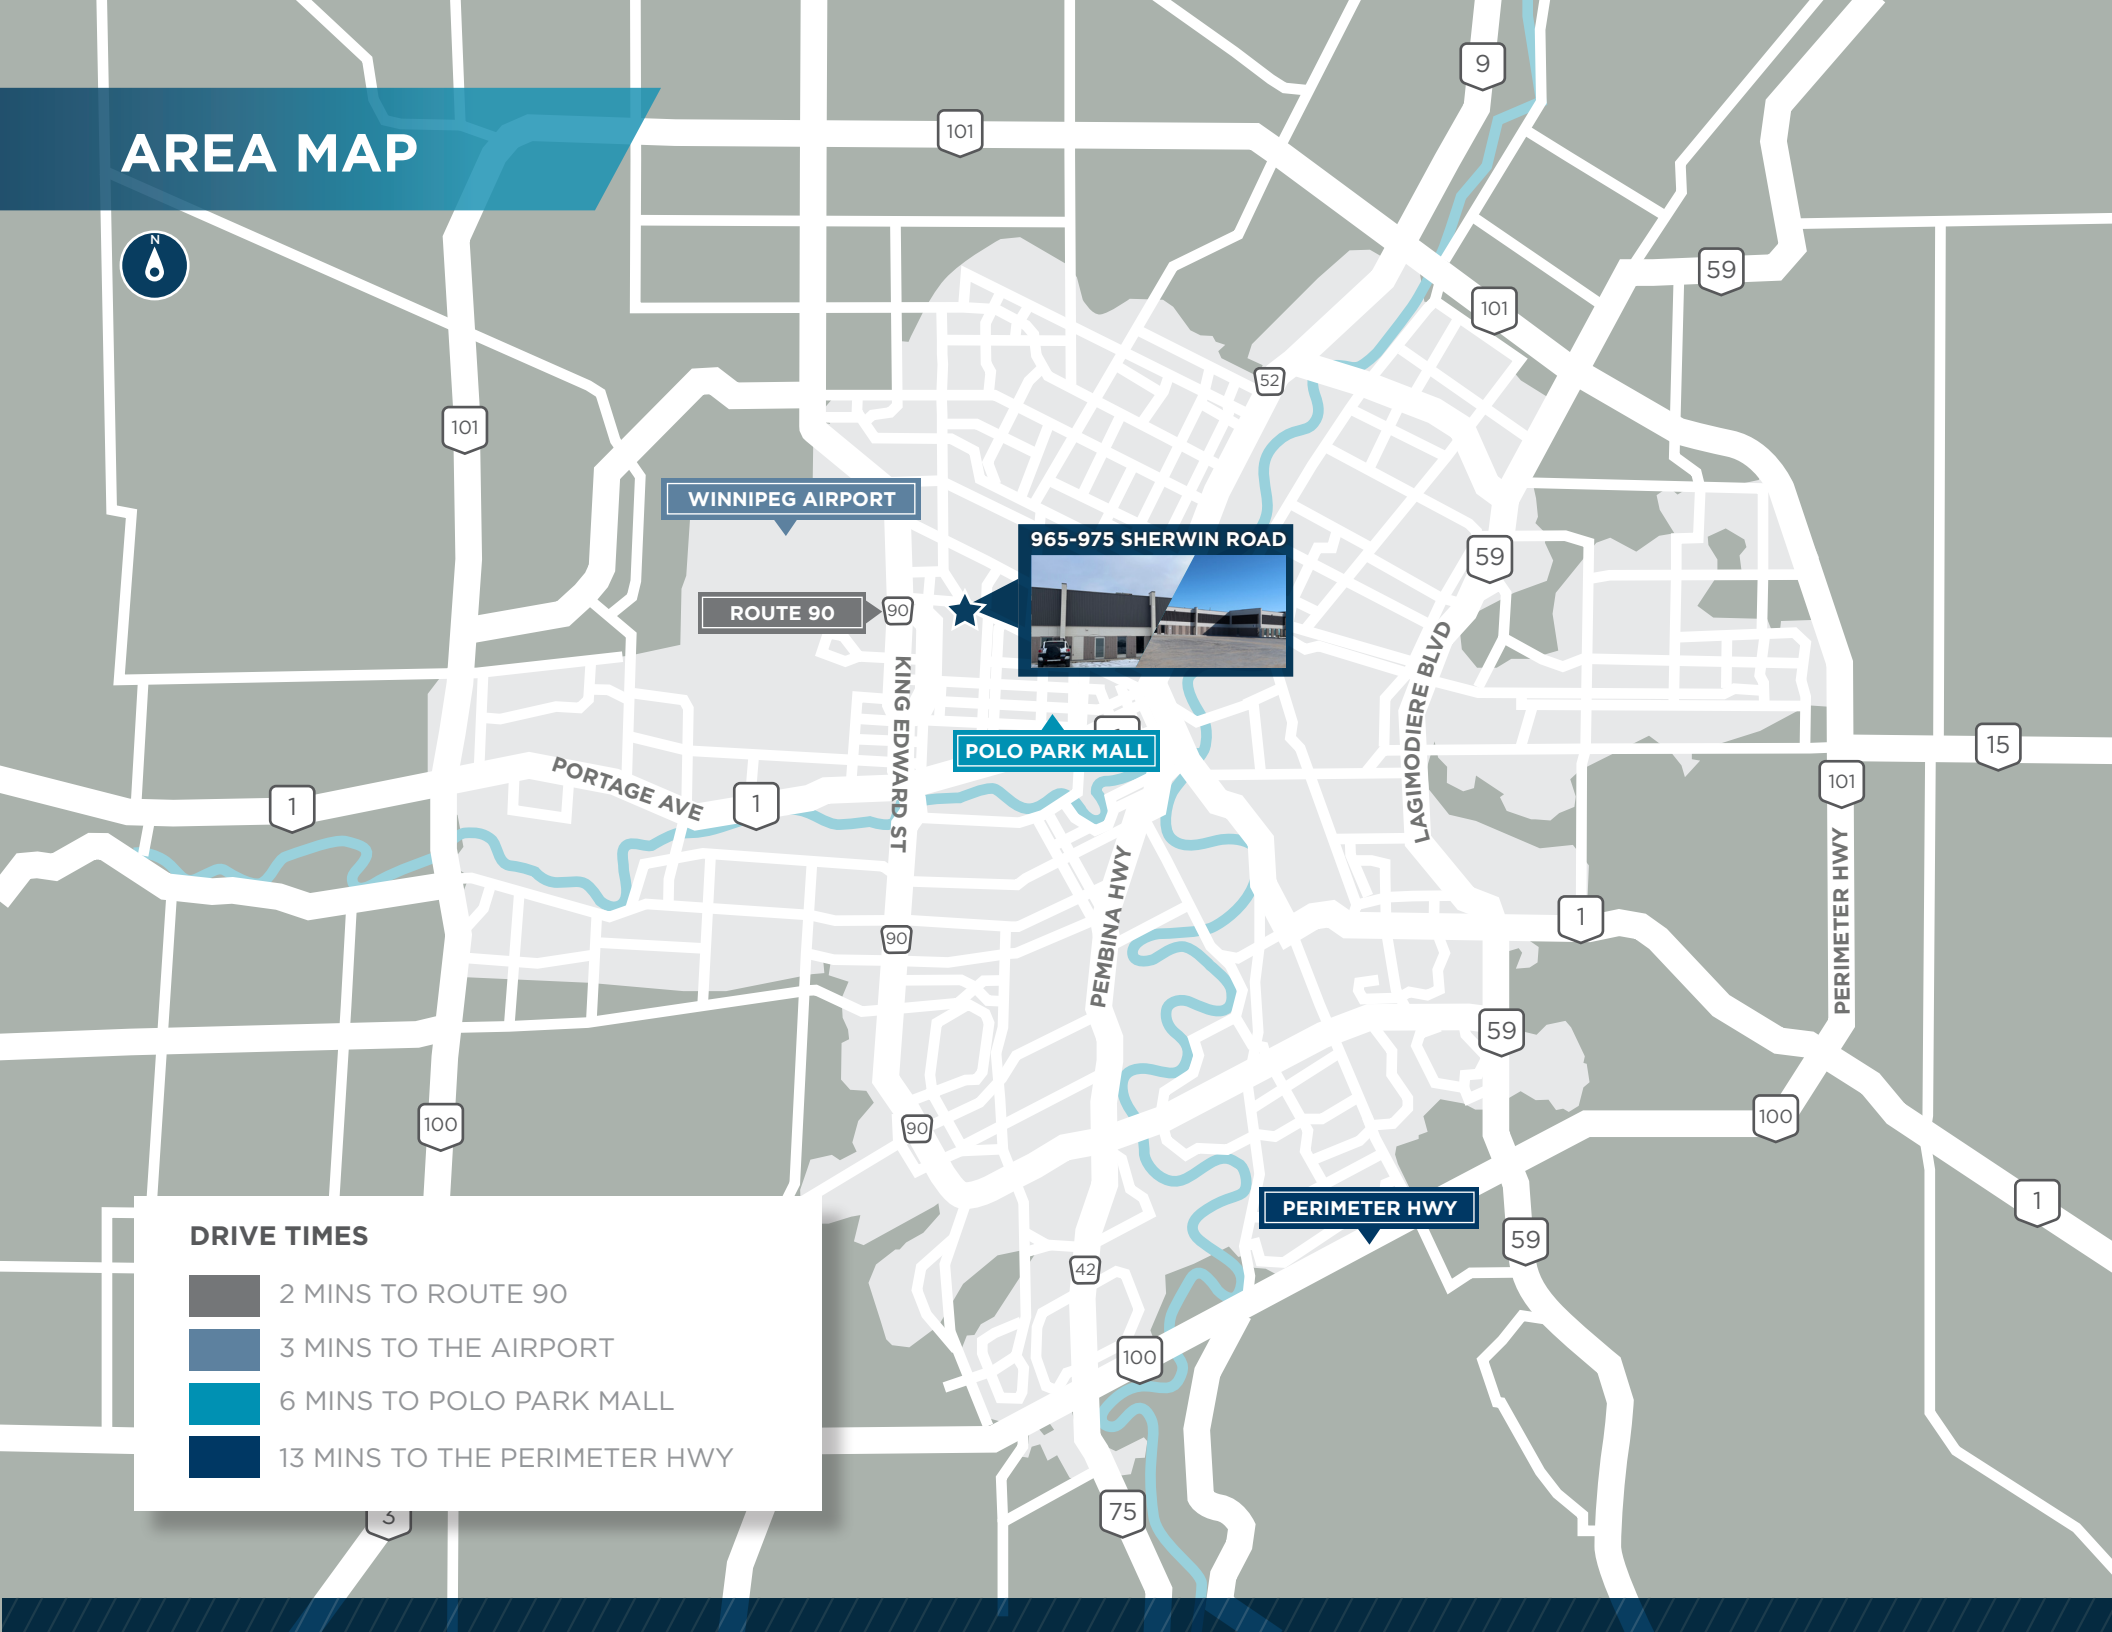 9
101
AREA MAP
N
59
101
52
101
WINNIPEG AIRPORT
965-975 SHERWIN ROAD
59
ROUTE 90
90
KING EDWARD ST
LAGIMODIERE BLVD
POLO PARK MALL
15
101
PORTAGE AVE
1
1
PERIMETER HWY
PEMBINA HWY
1
90
59
100
100
90
1
PERIMETER HWY
59
42
100
DRIVE TIMES
2 MINS TO ROUTE 90
3 MINS TO THE AIRPORT
6 MINS TO POLO PARK MALL
13 MINS TO THE PERIMETER HWY
75
3